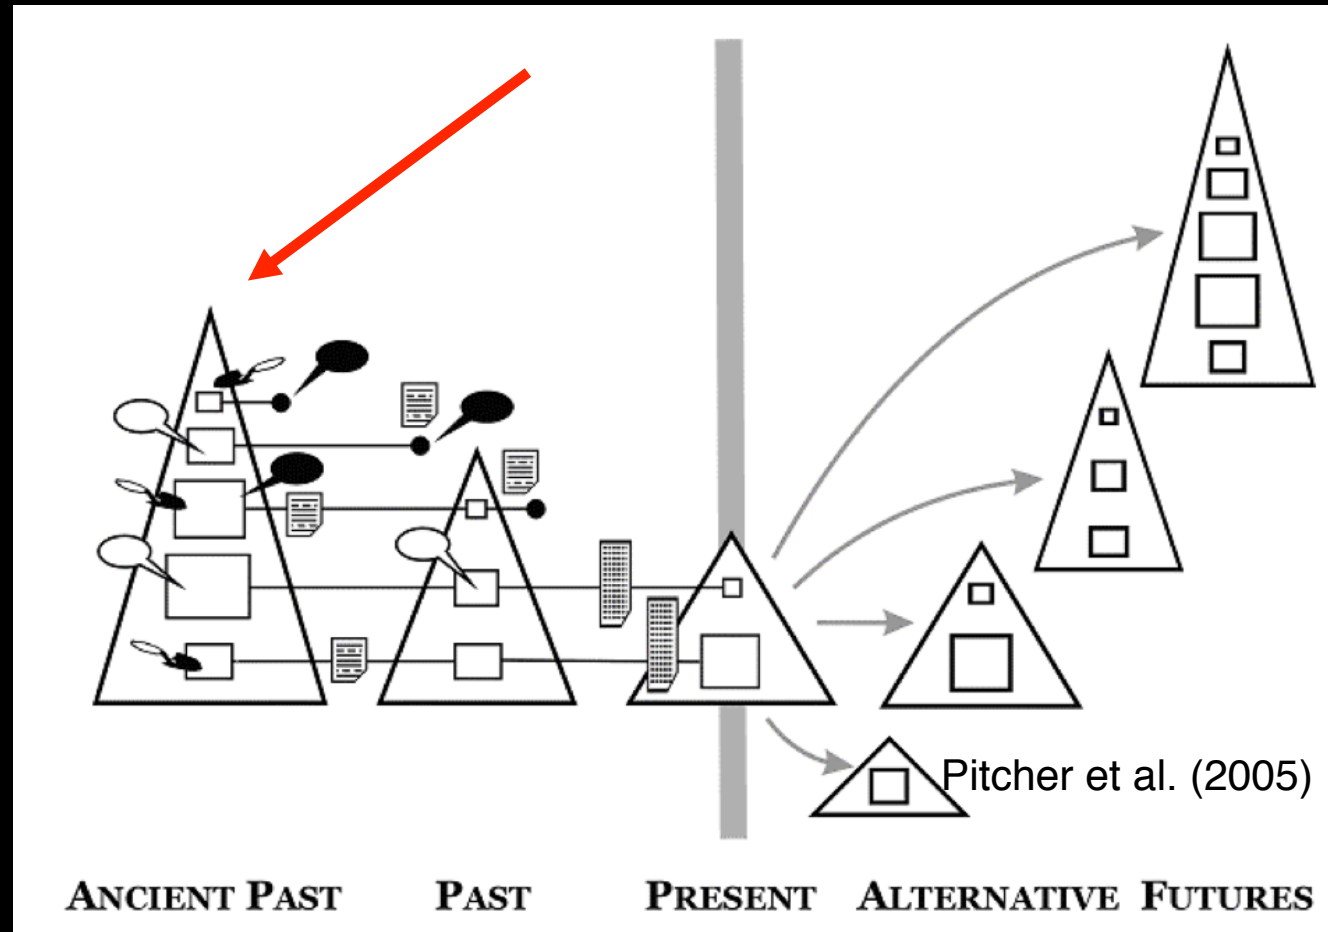 Pitcher et al. (2005)
ANCIENT PAST PAST PRESENT ALTERNATIVE FUTURES